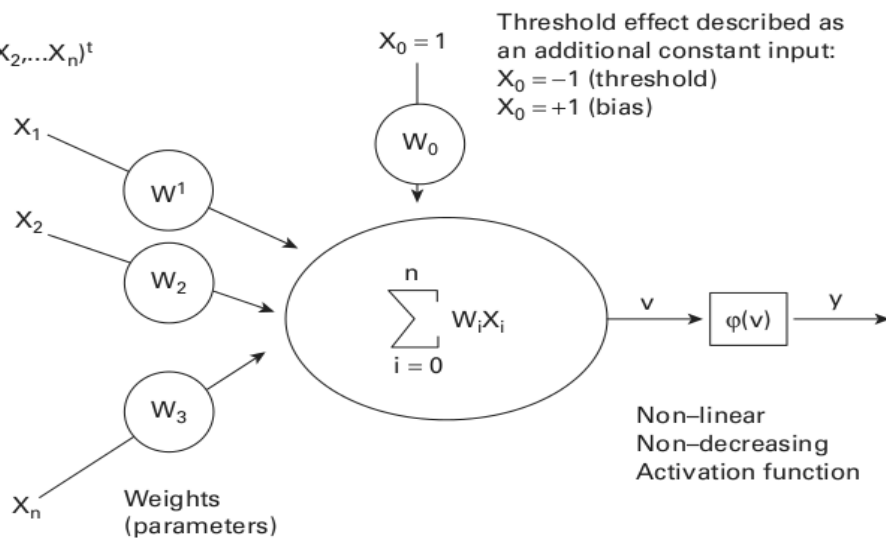 X₂,...Xₙ)ᵗ
X₀ = 1
Threshold effect described as
an additional constant input:
X₀ = −1 (threshold)
X₀ = +1 (bias)
X₁
W₀
W¹
X₂
W₂
n
∑ WᵢXᵢ
i = 0
v
φ(v)
y
W₃
Non–linear
Non–decreasing
Activation function
Xₙ
Weights
(parameters)